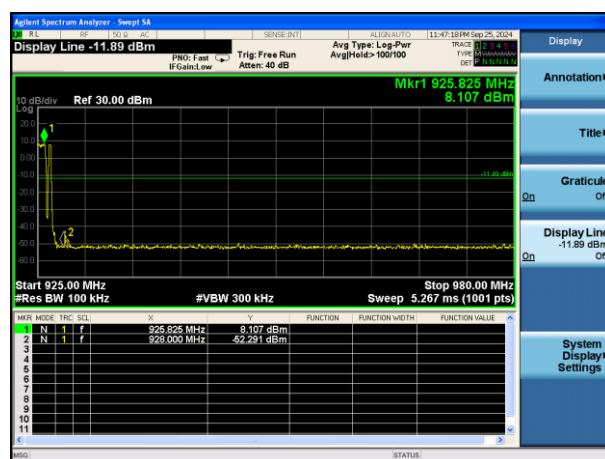 Agilent Spectrum Analyzer - Swept SA
RL RF 50 Ω AC SENSE:INT ALIGN AUTO 11:47:18 PM Sep 25, 2024
Display Line -11.89 dBm
PNO: Fast
IFGain:Low
Trig: Free Run
Atten: 40 dB
Avg Type: Log-Pwr
Avg|Hold:>100/100
TRACE 1 2 3 4 5 6
TYPE MWWWWW
DET P N N N N N
Mkr1 925.825 MHz
8.107 dBm
10 dB/div Ref 30.00 dBm
Log
20.0
10.0
0.00
-10.0
-20.0
-30.0
-40.0
-50.0
-60.0
1
2
-11.89 dBm
Start 925.00 MHz Stop 980.00 MHz
#Res BW 100 kHz #VBW 300 kHz Sweep 5.267 ms (1001 pts)
MKR MODE TRC SCL X Y FUNCTION FUNCTION WIDTH FUNCTION VALUE
1 N 1 f 925.825 MHz 8.107 dBm
2 N 1 f 928.000 MHz -52.291 dBm
3
4
5
6
7
8
9
10
11
MSG STATUS
Display
Annotation
Title
Graticule
On Of
Display Line
-11.89 dBm
On Of
System
Display
Settings